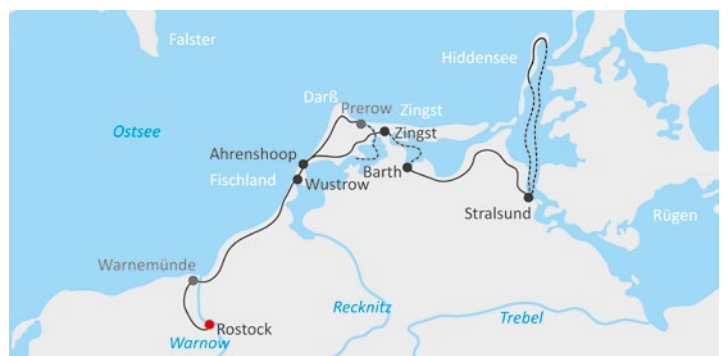 Falster
Hiddensee
Darß
Prerow
Zingst
Ostsee
Zingst
Ahrenshoop
Barth
Fischland
Wustrow
Stralsund
Rügen
Warnemünde
Recknitz
Trebel
Rostock
Warnow